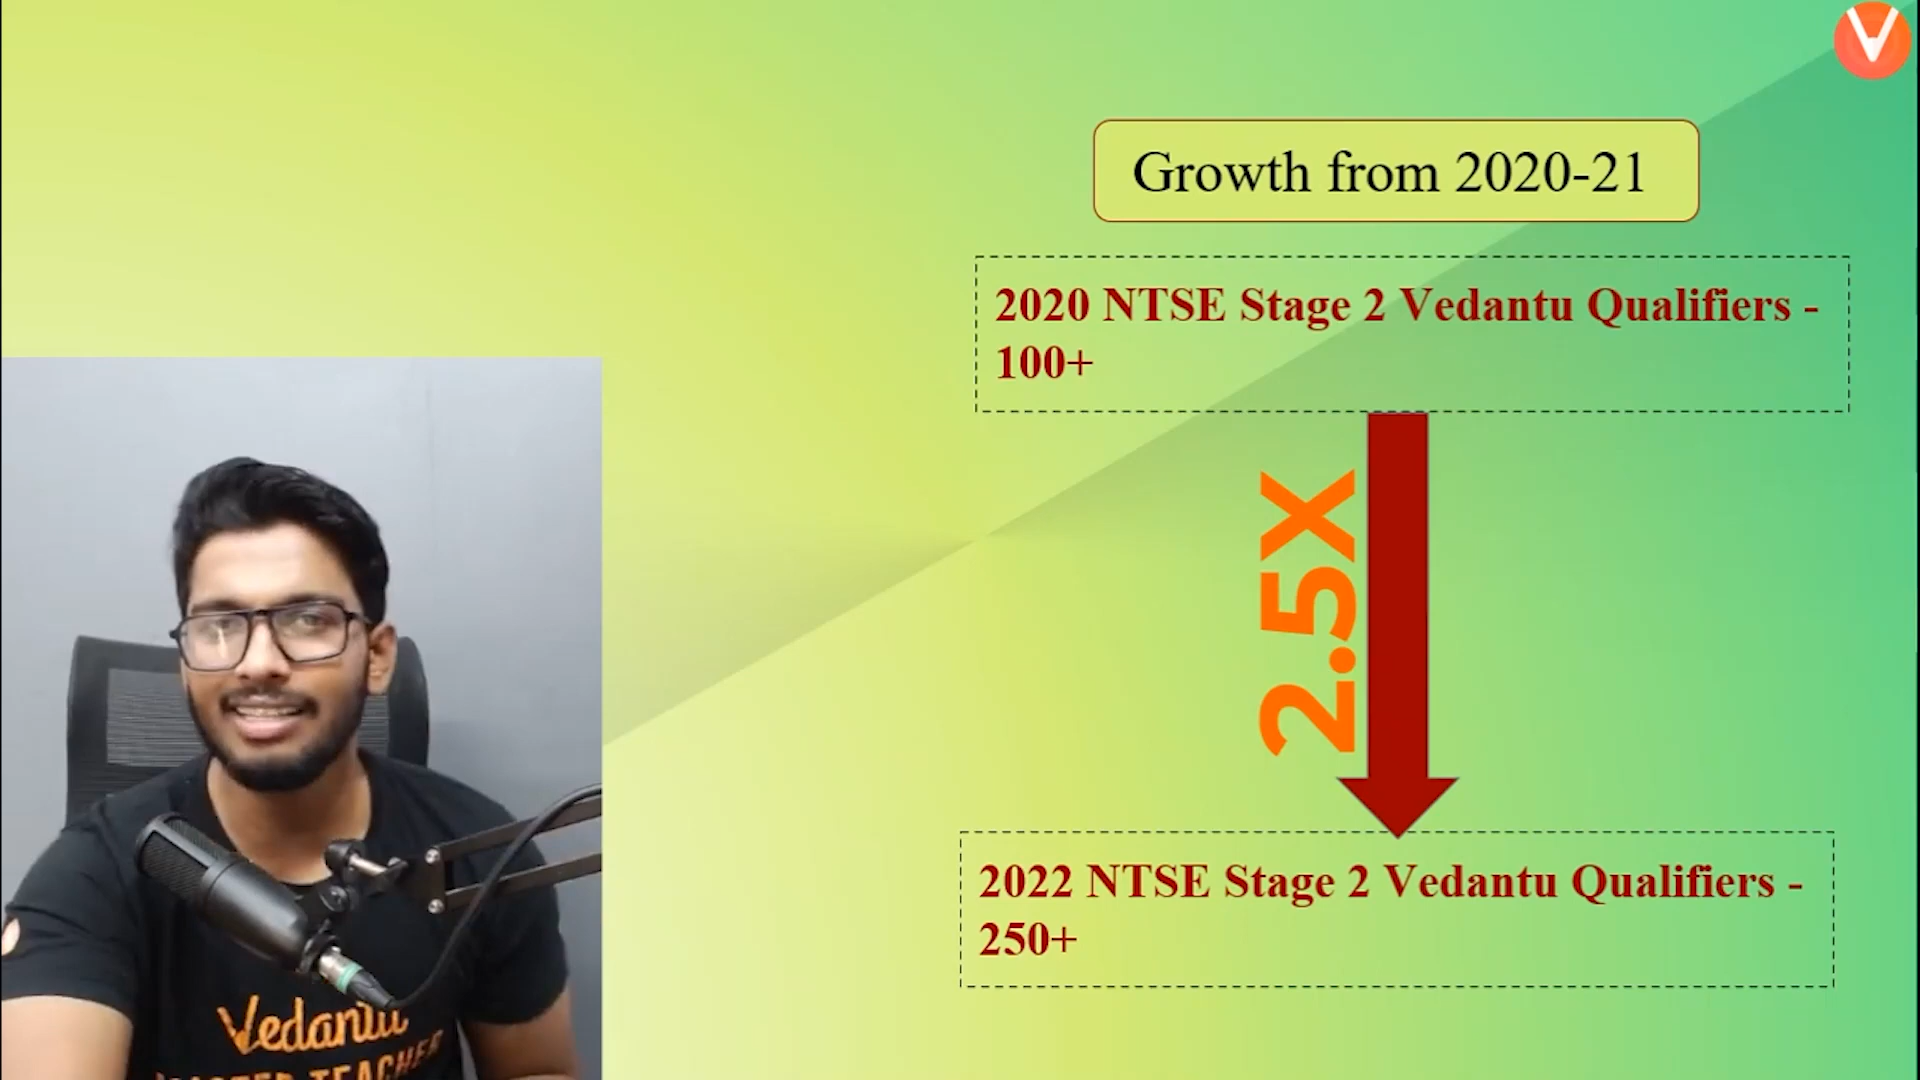 Growth from 2020-21
2020 NTSE Stage 2 Vedantu Qualifiers -
100+
2.5X
2022 NTSE Stage 2 Vedantu Qualifiers -
250+
Vedantu
TEACHER